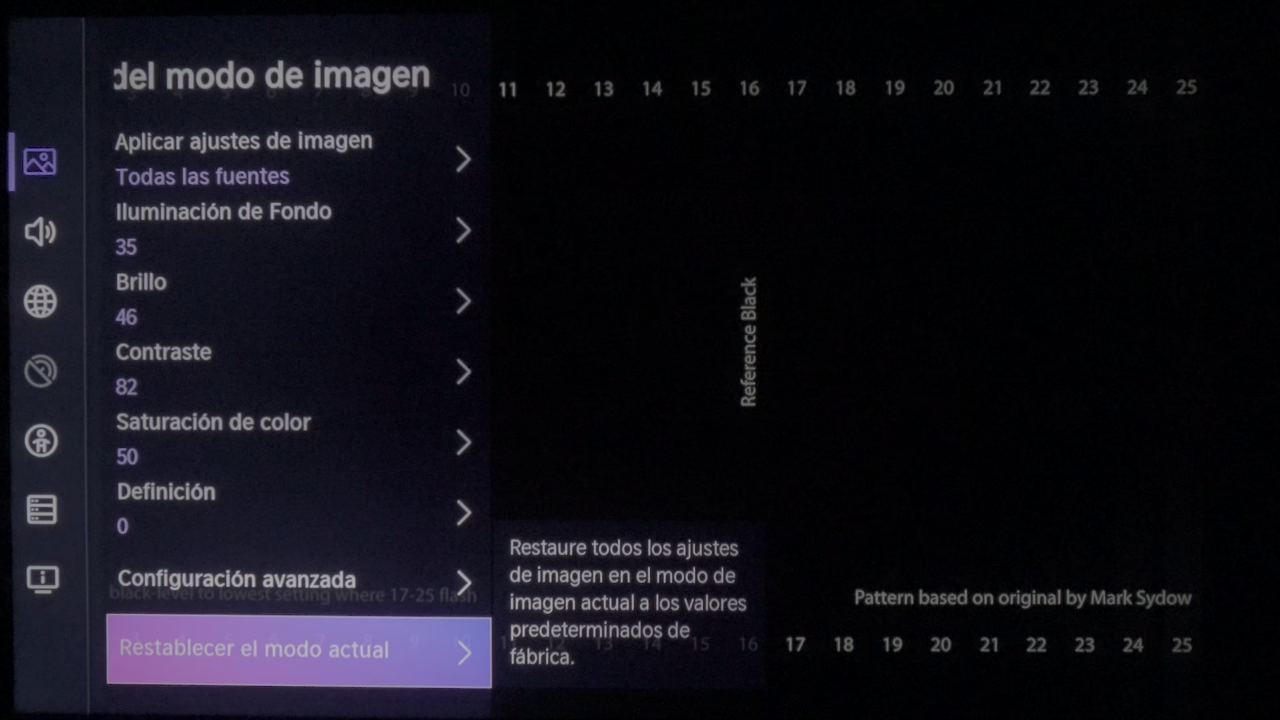 del modo de imagen
10 11 12 13 14 15 16 17 18 19 20 21 22 23 24 25
Aplicar ajustes de imagen
Todas las fuentes
Iluminación de Fondo
35
Brillo
46
Contraste
82
Saturación de color
50
Definición
0
Configuración avanzada
black-level to lowest setting where 17-25 flash
Restablecer el modo actual
Reference Black
Restaure todos los ajustes
de imagen en el modo de
imagen actual a los valores
predeterminados de
fábrica.
Pattern based on original by Mark Sydow
11 12 13 14 15 16 17 18 19 20 21 22 23 24 25